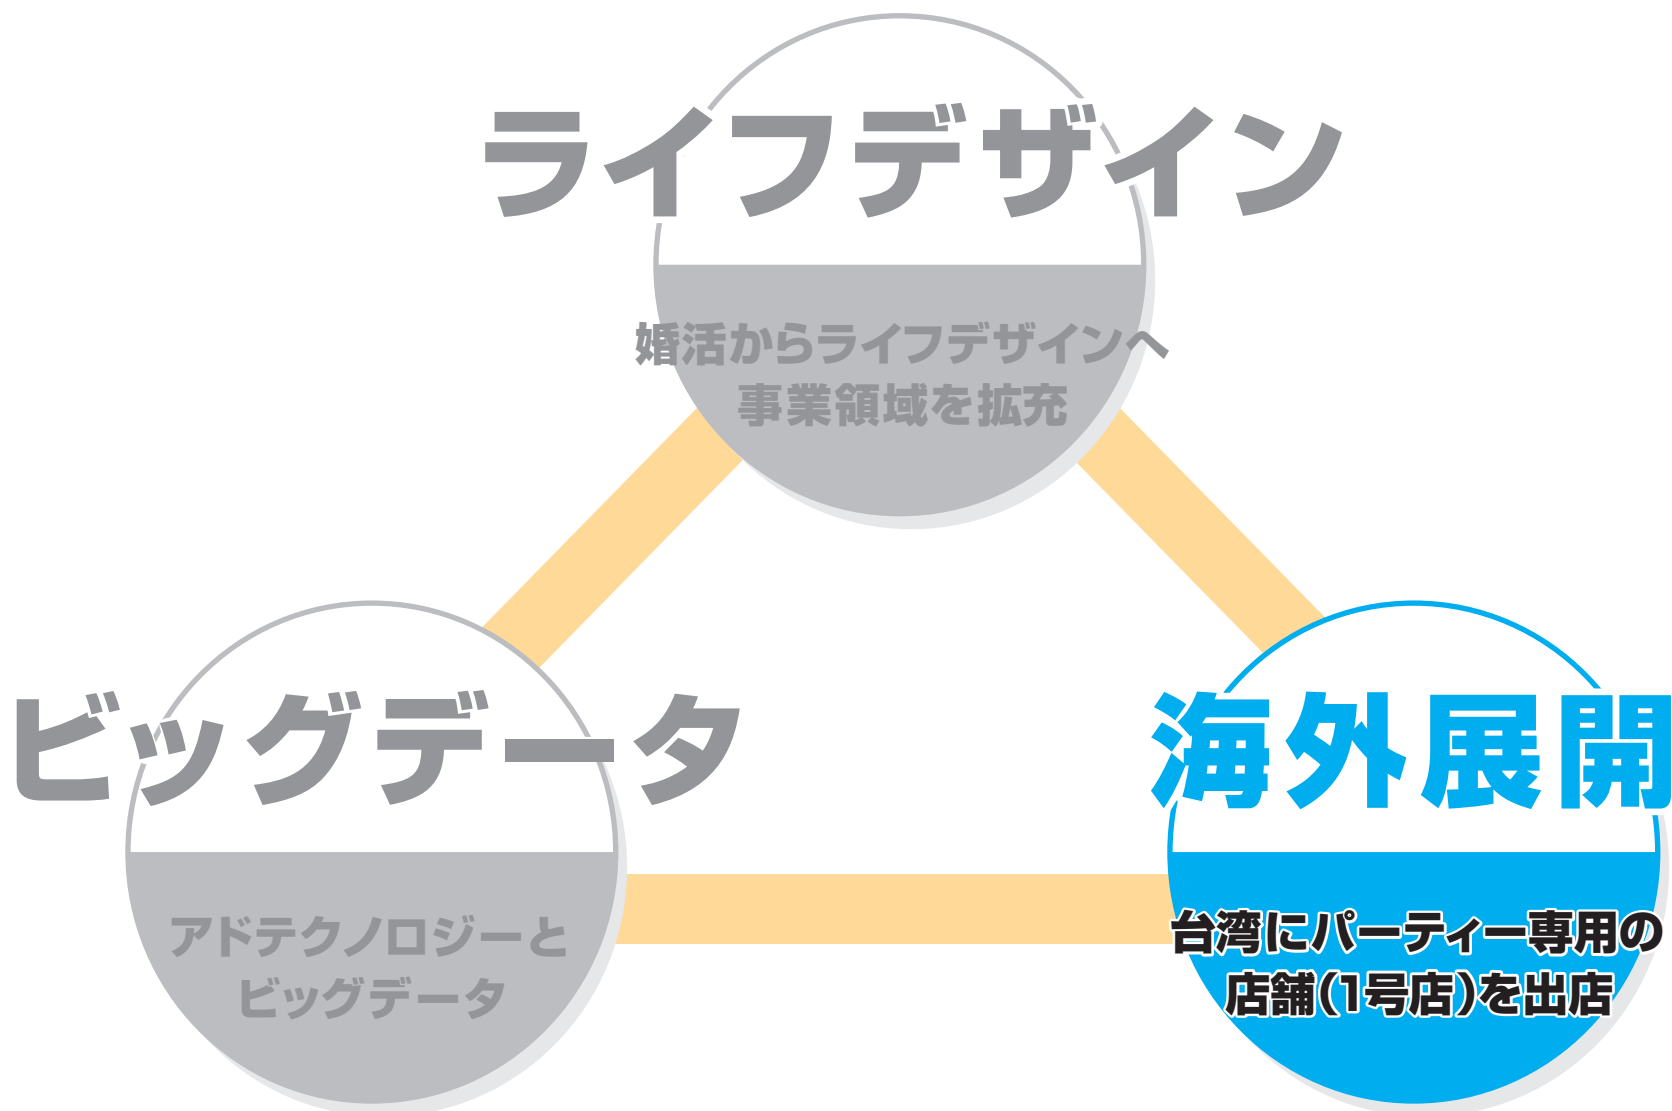 ライフデザイン
婚活からライフデザインへ
事業領域を拡充
ビッグデータ
アドテクノロジーと
ビッグデータ
海外展開
台湾にパーティー専用の
店舗(1号店)を出店